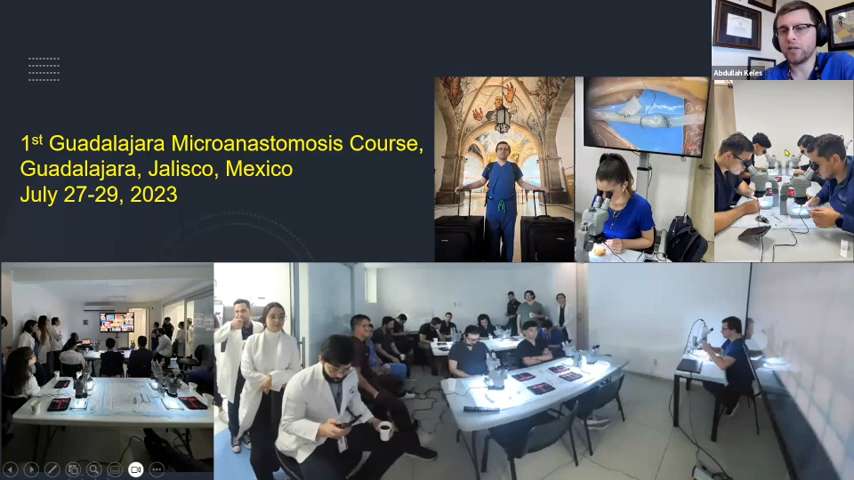 Abdullah Keles
1st Guadalajara Microanastomosis Course,
Guadalajara, Jalisco, Mexico
July 27-29, 2023